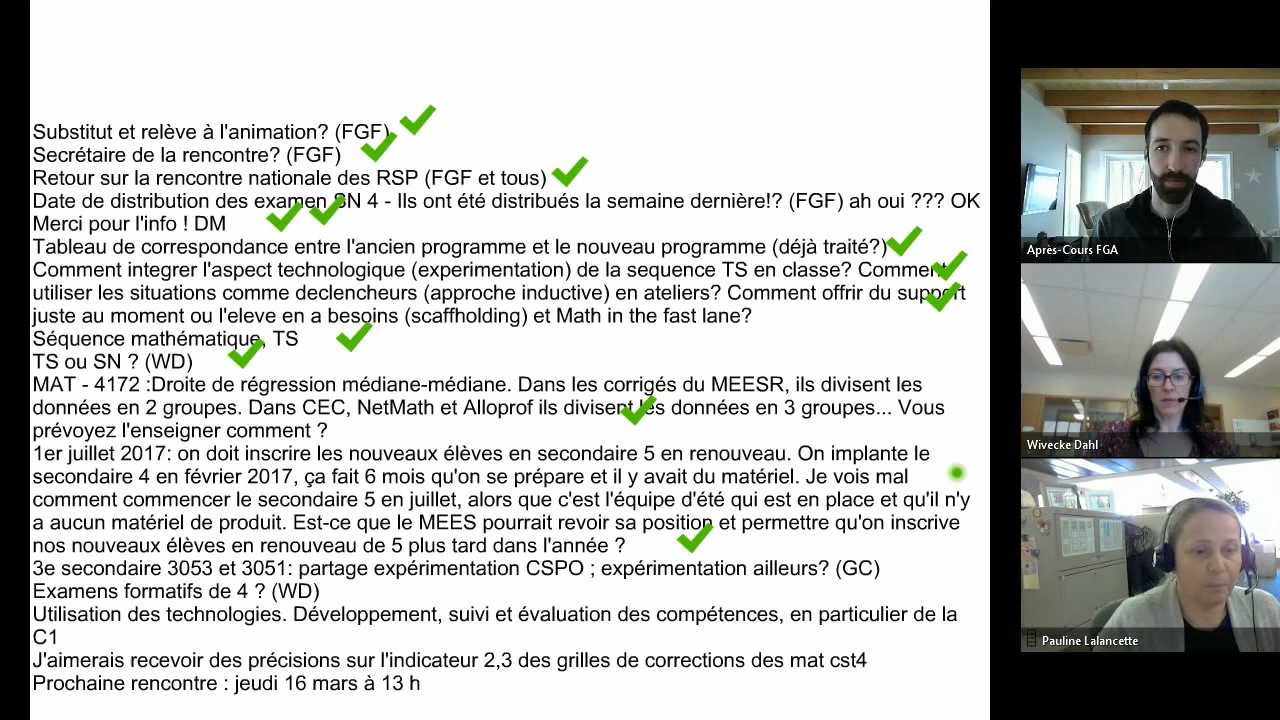 Substitut et relève à l'animation? (FGF)
Secrétaire de la rencontre? (FGF)
Retour sur la rencontre nationale des RSP (FGF et tous)
Date de distribution des examen SN 4 - Ils ont été distribués la semaine dernière!? (FGF) ah oui ??? OK
Merci pour l'info ! DM
Tableau de correspondance entre l'ancien programme et le nouveau programme (déjà traité?)
Comment integrer l'aspect technologique (experimentation) de la sequence TS en classe? Comment
utiliser les situations comme declencheurs (approche inductive) en ateliers? Comment offrir du support
juste au moment ou l'eleve en a besoins (scaffholding) et Math in the fast lane?
Séquence mathématique, TS
TS ou SN ? (WD)
MAT - 4172 :Droite de régression médiane-médiane. Dans les corrigés du MEESR, ils divisent les
données en 2 groupes. Dans CEC, NetMath et Alloprof ils divisent les données en 3 groupes... Vous
prévoyez l'enseigner comment ?
1er juillet 2017: on doit inscrire les nouveaux élèves en secondaire 5 en renouveau. On implante le
secondaire 4 en février 2017, ça fait 6 mois qu'on se prépare et il y avait du matériel. Je vois mal
comment commencer le secondaire 5 en juillet, alors que c'est l'équipe d'été qui est en place et qu'il n'y
a aucun matériel de produit. Est-ce que le MEES pourrait revoir sa position et permettre qu'on inscrive
nos nouveaux élèves en renouveau de 5 plus tard dans l'année ?
3e secondaire 3053 et 3051: partage expérimentation CSPO ; expérimentation ailleurs? (GC)
Examens formatifs de 4 ? (WD)
Utilisation des technologies. Développement, suivi et évaluation des compétences, en particulier de la
C1
J'aimerais recevoir des précisions sur l'indicateur 2,3 des grilles de corrections des mat cst4
Prochaine rencontre : jeudi 16 mars à 13 h
Après-Cours FGA
Wivecke Dahl
Pauline Lalancette